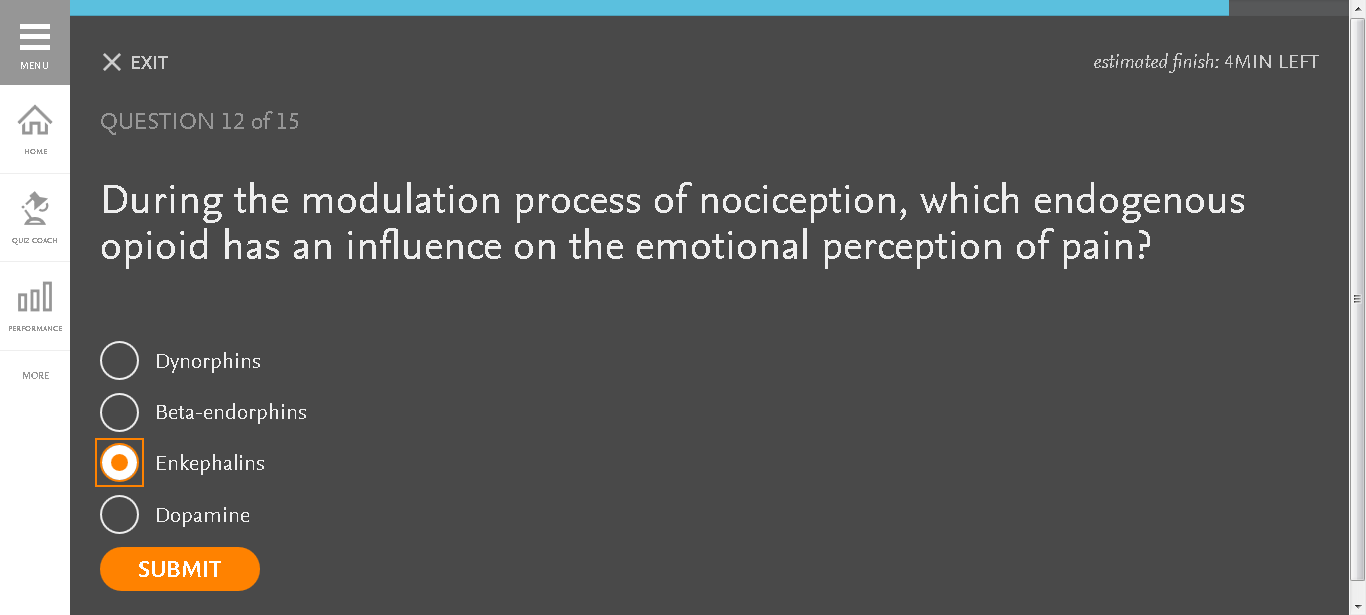 MENU
EXIT
estimated finish: 4MIN LEFT
HOME
QUESTION 12 of 15
During the modulation process of nociception, which endogenous
opioid has an influence on the emotional perception of pain?
QUIZ COACH
PERFORMANCE
MORE
Dynorphins
Beta-endorphins
Enkephalins
Dopamine
SUBMIT